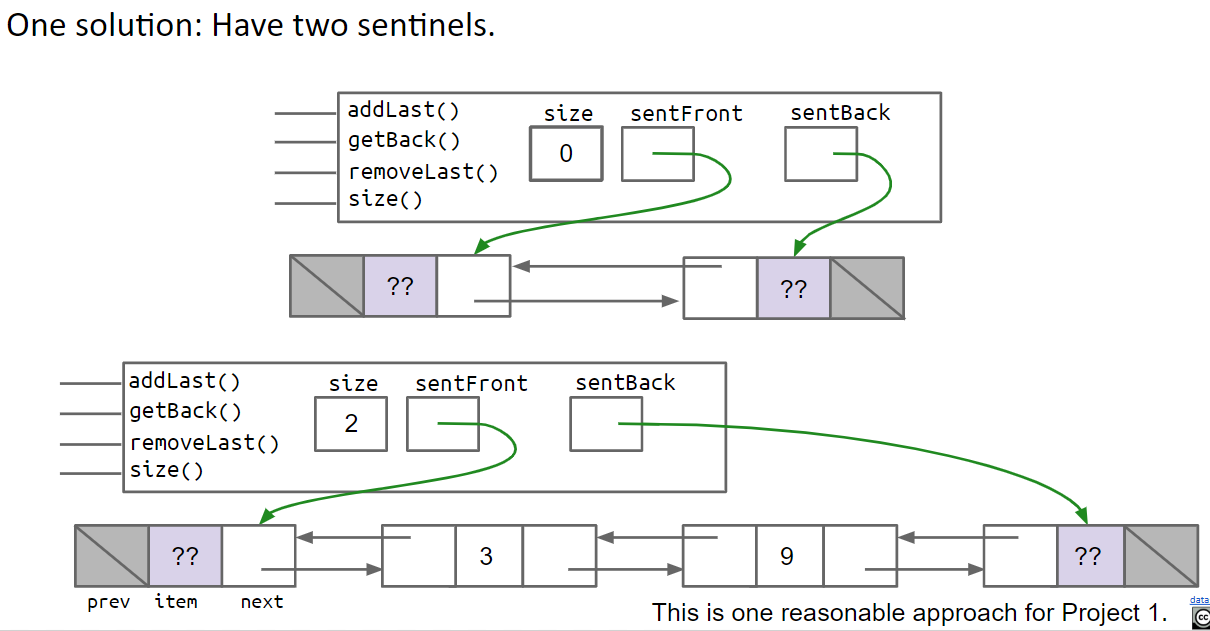 One solution: Have two sentinels.
addLast()
getBack()
removeLast()
size()
size
0
sentFront
sentBack
??
??
addLast()
getBack()
removeLast()
size()
size
2
sentFront
sentBack
??
3
9
??
prev item next
This is one reasonable approach for Project 1.
data
cc